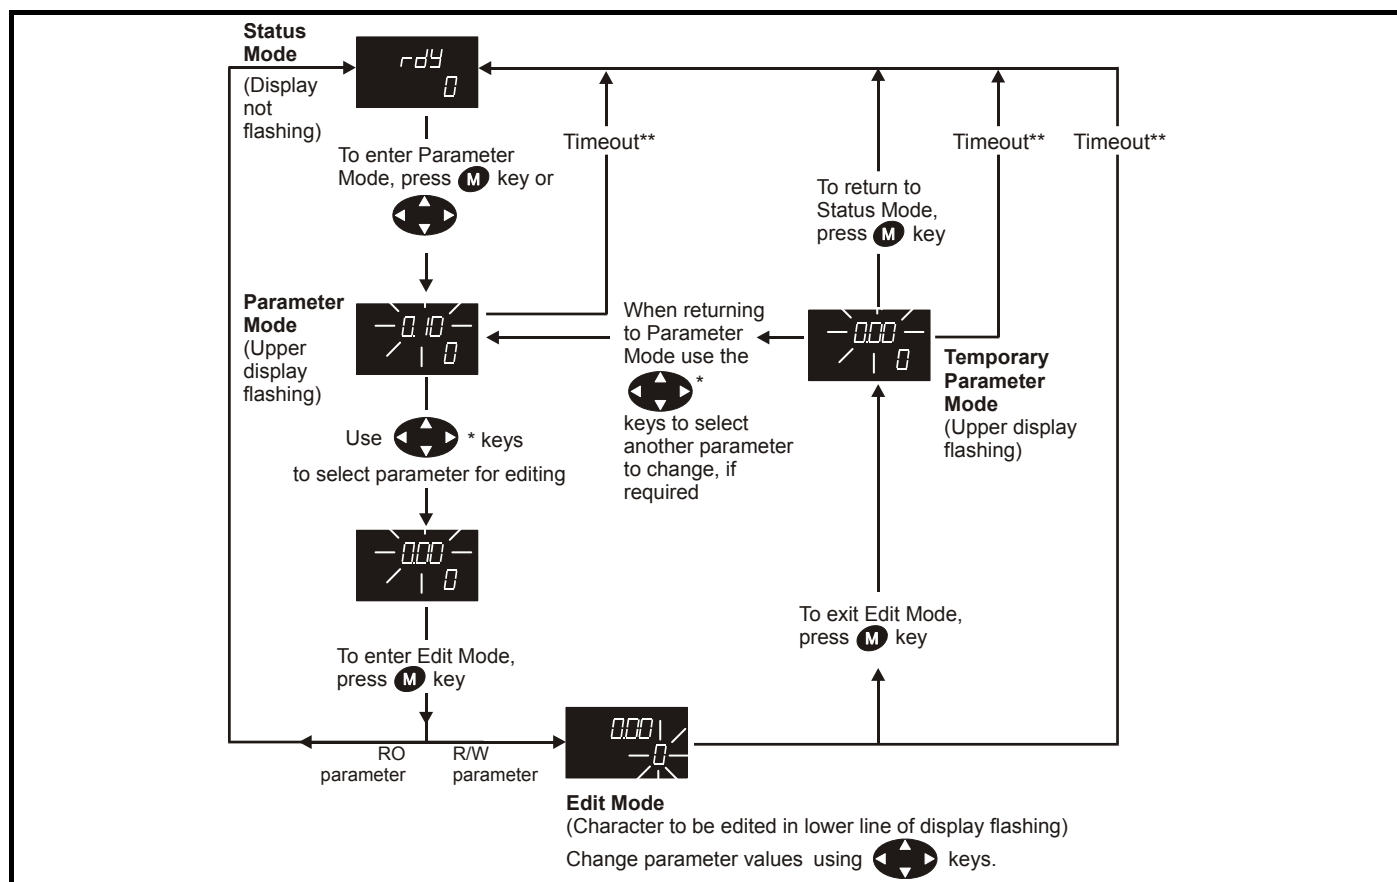 Status
Mode
(Display
not
flashing)
rdY
0
To enter Parameter
Mode, press M key or
Timeout**
Timeout**
Timeout**
To return to
Status Mode,
press M key
Parameter
Mode
(Upper
display
flashing)
0.10
0
When returning
to Parameter
Mode use the
*
keys to select
another parameter
to change, if
required
0.00
0
Temporary
Parameter
Mode
(Upper display
flashing)
Use * keys
to select parameter for editing
0.00
0
To enter Edit Mode,
press M key
To exit Edit Mode,
press M key
RO
parameter
R/W
parameter
0.00
0
Edit Mode
(Character to be edited in lower line of display flashing)
Change parameter values using keys.